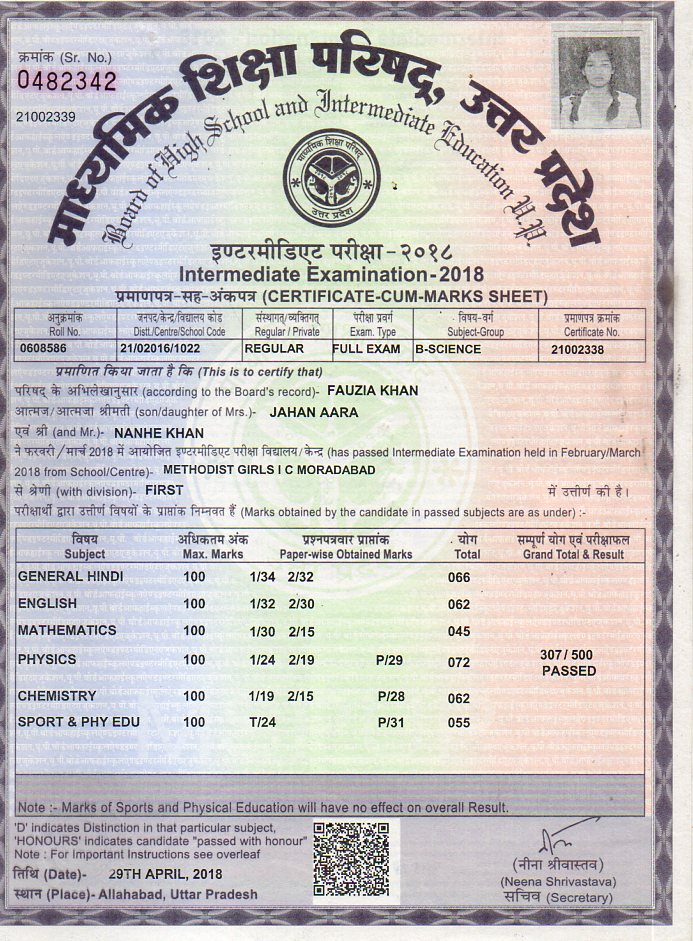 क्रमांक (Sr. No.)
0482342
21002339
माध्यमिक शिक्षा परिषद्, उत्तर प्रदेश
Board of High School and Intermediate Education U.P.
माध्यमिक शिक्षा परिषद्
उत्तर प्रदेश
इण्टरमीडिएट परीक्षा - २०१८
Intermediate Examination - 2018
प्रमाणपत्र-सह-अंकपत्र (CERTIFICATE-CUM-MARKS SHEET)
अनुक्रमांक जनपद/केन्द्र/विद्यालय कोड संस्थागत/व्यक्तिगत परीक्षा प्रवर्ग विषय-वर्ग प्रमाणपत्र क्रमांक
Roll No. Distt./Centre/School Code Regular / Private Exam. Type Subject-Group Certificate No.
0608586 21/02016/1022 REGULAR FULL EXAM B-SCIENCE 21002338
प्रमाणित किया जाता है कि (This is to certify that)
परिषद् के अभिलेखानुसार (according to the Board's record)- FAUZIA KHAN
आत्मज/आत्मजा श्रीमती (son/daughter of Mrs.)- JAHAN AARA
एवं श्री (and Mr.)- NANHE KHAN
ने फरवरी/मार्च 2018 में आयोजित इण्टरमीडिएट परीक्षा विद्यालय/केन्द्र (has passed Intermediate Examination held in February/March
2018 from School/Centre)- METHODIST GIRLS I C MORADABAD
से श्रेणी (with division)- FIRST में उत्तीर्ण की है।
परीक्षार्थी द्वारा उत्तीर्ण विषयों के प्राप्तांक निम्नवत हैं (Marks obtained by the candidate in passed subjects are as under) :-
विषय अधिकतम अंक प्रश्नपत्रवार प्राप्तांक योग सम्पूर्ण योग एवं परीक्षाफल
Subject Max. Marks Paper-wise Obtained Marks Total Grand Total & Result
GENERAL HINDI 100 1/34 2/32 066
ENGLISH 100 1/32 2/30 062
MATHEMATICS 100 1/30 2/15 045
PHYSICS 100 1/24 2/19 P/29 072 307 / 500
PASSED
CHEMISTRY 100 1/19 2/15 P/28 062
SPORT & PHY EDU 100 T/24 P/31 055
Note :- Marks of Sports and Physical Education will have no effect on overall Result.
'D' indicates Distinction in that particular subject,
'HONOURS' indicates candidate "passed with honour"
Note : For Important Instructions see overleaf
तिथि (Date)- 29TH APRIL, 2018
स्थान (Place)- Allahabad, Uttar Pradesh
(नीना श्रीवास्तव)
(Neena Shrivastava)
सचिव (Secretary)